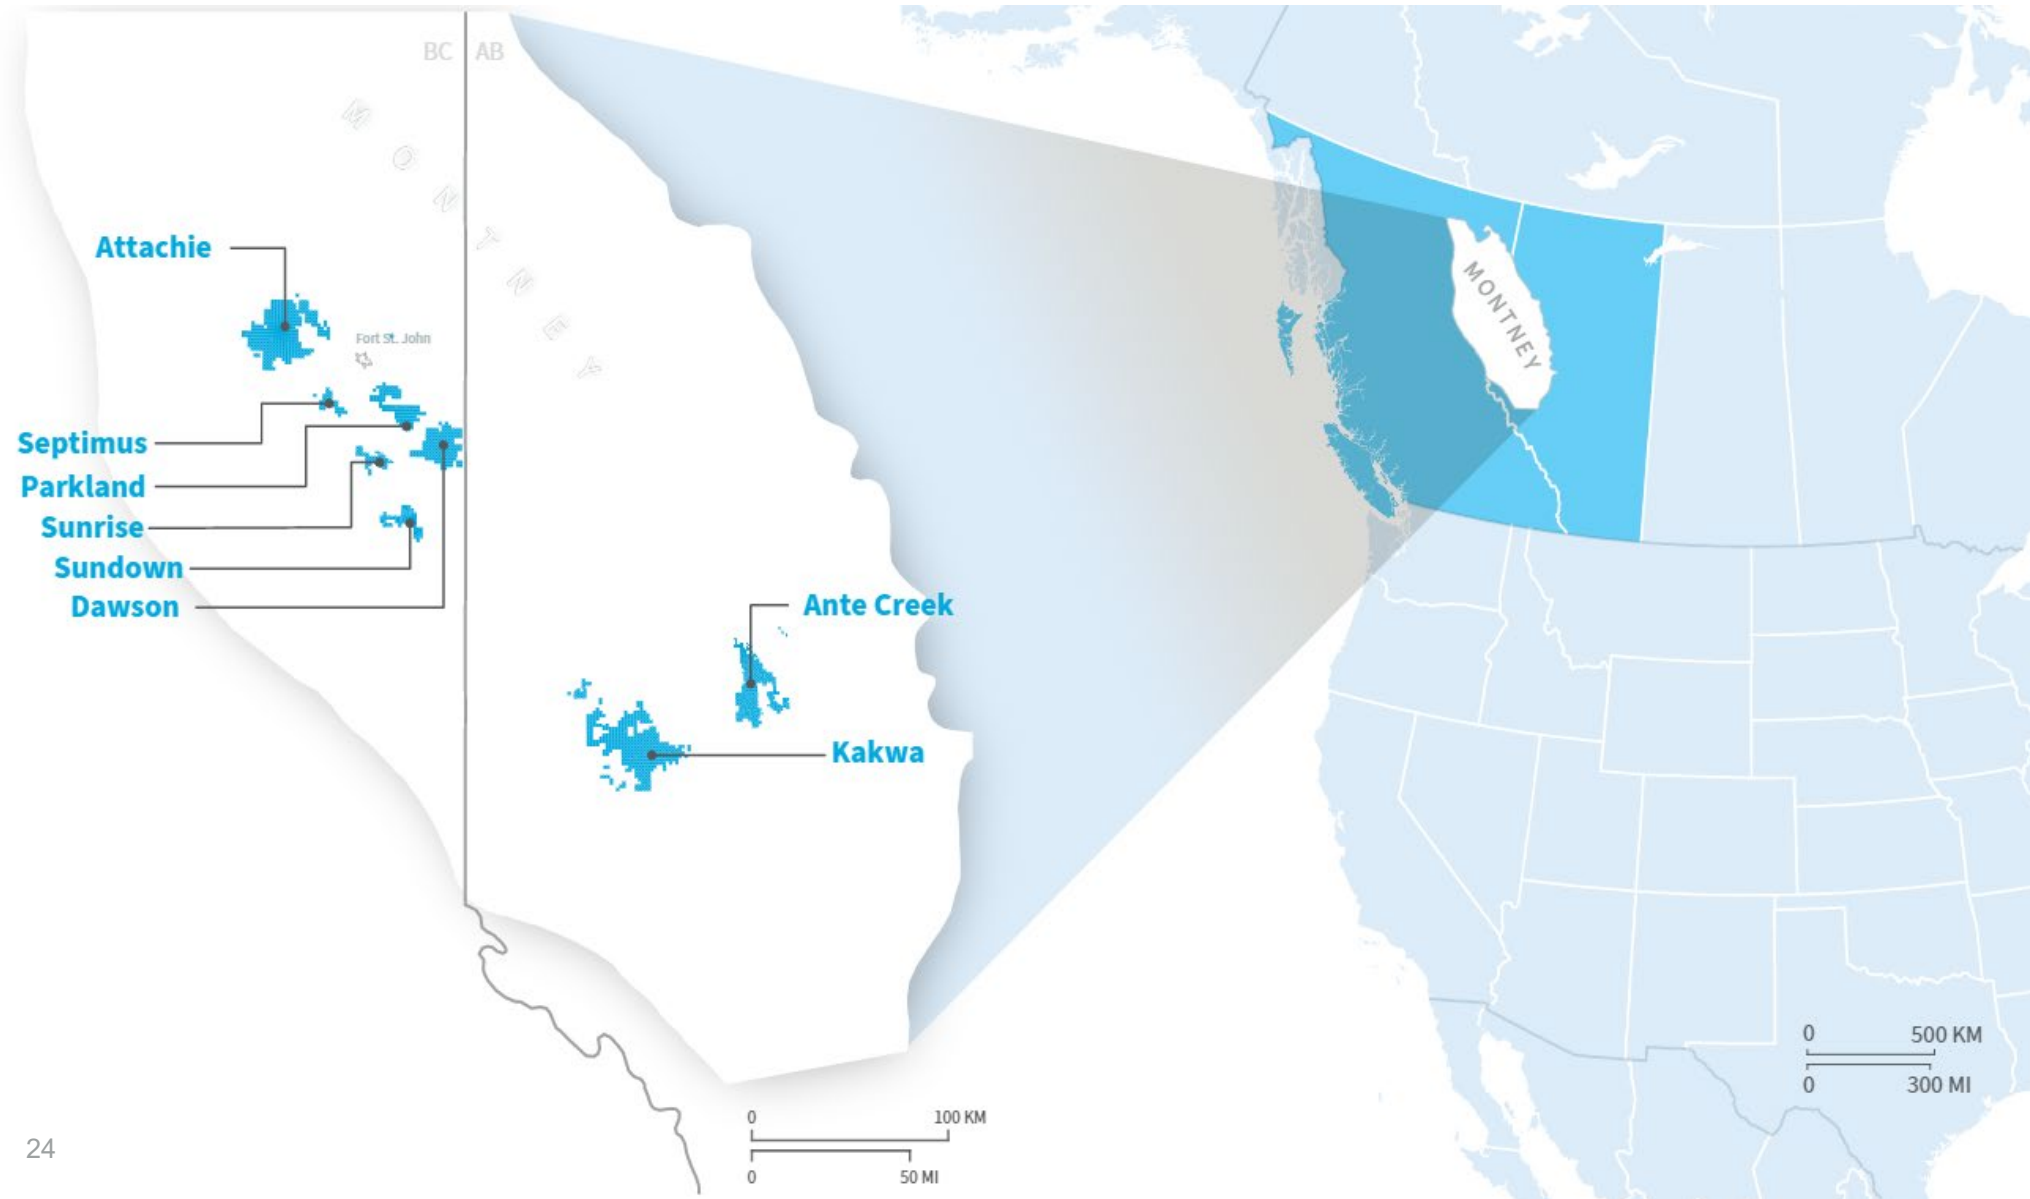 BC AB
MONTNEY
Attachie
Fort St. John
Septimus
Parkland
Sunrise
Sundown
Dawson
Ante Creek
Kakwa
MONTNEY
0 500 KM
0 300 MI
0 100 KM
0 50 MI
24